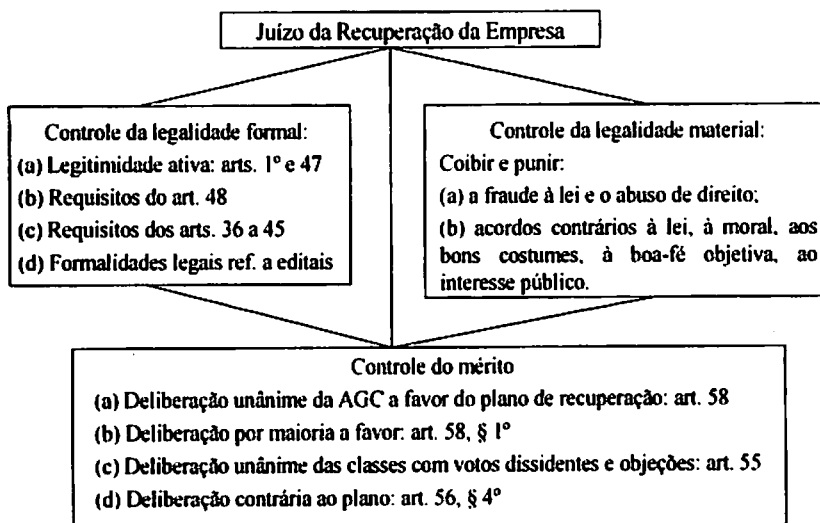 Juízo da Recuperação da Empresa
Controle da legalidade formal:
(a) Legitimidade ativa: arts. 1º e 47
(b) Requisitos do art. 48
(c) Requisitos dos arts. 36 a 45
(d) Formalidades legais ref. a editais
Controle da legalidade material:
Coibir e punir:
(a) a fraude à lei e o abuso de direito;
(b) acordos contrários à lei, à moral, aos
bons costumes, à boa-fé objetiva, ao
interesse público.
Controle do mérito
(a) Deliberação unânime da AGC a favor do plano de recuperação: art. 58
(b) Deliberação por maioria a favor: art. 58, § 1º
(c) Deliberação unânime das classes com votos dissidentes e objeções: art. 55
(d) Deliberação contrária ao plano: art. 56, § 4º